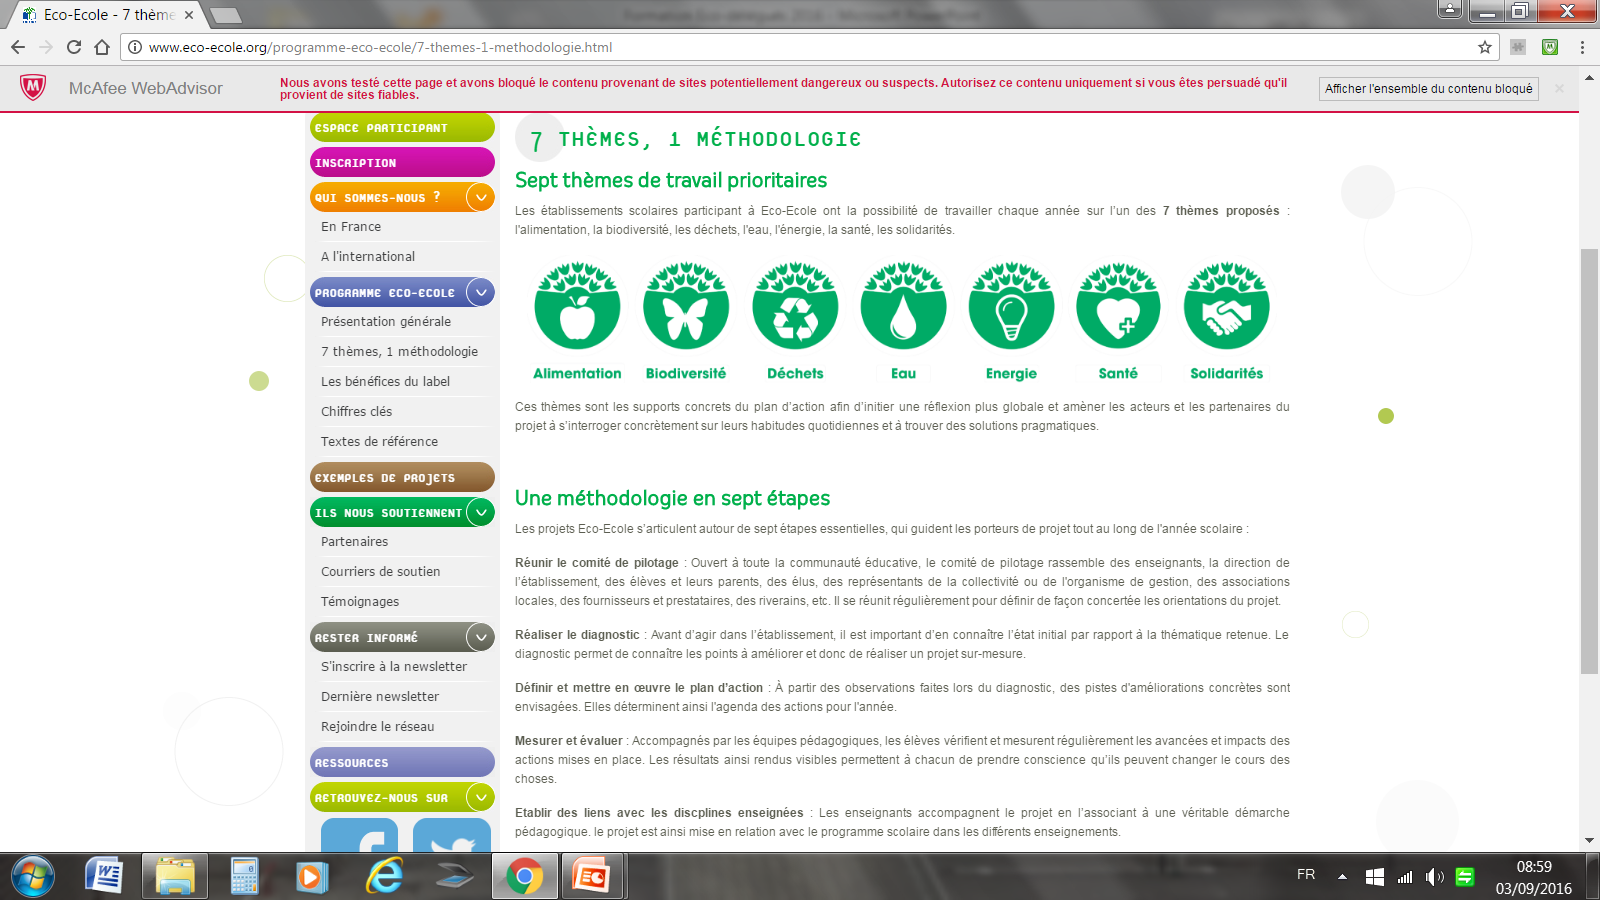 Eco-Ecole - 7 thème
www.eco-ecole.org/programme-eco-ecole/7-themes-1-methodologie.html
McAfee WebAdvisor
Nous avons testé cette page et avons bloqué le contenu provenant de sites potentiellement dangereux ou suspects. Autorisez ce contenu uniquement si vous êtes persuadé qu'il
provient de sites fiables.
Afficher l'ensemble du contenu bloqué
ESPACE PARTICIPANT
INSCRIPTION
QUI SOMMES-NOUS ?
En France
A l'international
PROGRAMME ECO-ECOLE
Présentation générale
7 thèmes, 1 méthodologie
Les bénéfices du label
Chiffres clés
Textes de référence
EXEMPLES DE PROJETS
ILS NOUS SOUTIENNENT
Partenaires
Courriers de soutien
Témoignages
RESTER INFORMÉ
S'inscrire à la newsletter
Dernière newsletter
Rejoindre le réseau
RESSOURCES
RETROUVEZ-NOUS SUR
7 THÈMES, 1 MÉTHODOLOGIE
Sept thèmes de travail prioritaires
Les établissements scolaires participant à Eco-Ecole ont la possibilité de travailler chaque année sur l'un des 7 thèmes proposés :
l'alimentation, la biodiversité, les déchets, l'eau, l'énergie, la santé, les solidarités.
Alimentation Biodiversité Déchets Eau Energie Santé Solidarités
Ces thèmes sont les supports concrets du plan d'action afin d'initier une réflexion plus globale et amènent les acteurs et les partenaires du
projet à s'interroger concrètement sur leurs habitudes quotidiennes et à trouver des solutions pragmatiques.
Une méthodologie en sept étapes
Les projets Eco-Ecole s'articulent autour de sept étapes essentielles, qui guident les porteurs de projet tout au long de l'année scolaire :
Réunir le comité de pilotage : Ouvert à toute la communauté éducative, le comité de pilotage rassemble des enseignants, la direction de
l'établissement, des élèves et leurs parents, des élus, des représentants de la collectivité ou de l'organisme de gestion, des associations
locales, des fournisseurs et prestataires, des riverains, etc. Il se réunit régulièrement pour définir de façon concertée les orientations du projet.
Réaliser le diagnostic : Avant d'agir dans l'établissement, il est important d'en connaître l'état initial par rapport à la thématique retenue. Le
diagnostic permet de connaître les points à améliorer et donc de réaliser un projet sur-mesure.
Définir et mettre en œuvre le plan d'action : À partir des observations faites lors du diagnostic, des pistes d'améliorations concrètes sont
envisagées. Elles déterminent ainsi l'agenda des actions pour l'année.
Mesurer et évaluer : Accompagnés par les équipes pédagogiques, les élèves vérifient et mesurent régulièrement les avancées et impacts des
actions mises en place. Les résultats ainsi rendus visibles permettent à chacun de prendre conscience qu'ils peuvent changer le cours des
choses.
Etablir des liens avec les discplines enseignées : Les enseignants accompagnent le projet en l'associant à une véritable démarche
pédagogique. le projet est ainsi mise en relation avec le programme scolaire dans les différents enseignements.
FR
08:59
03/09/2016